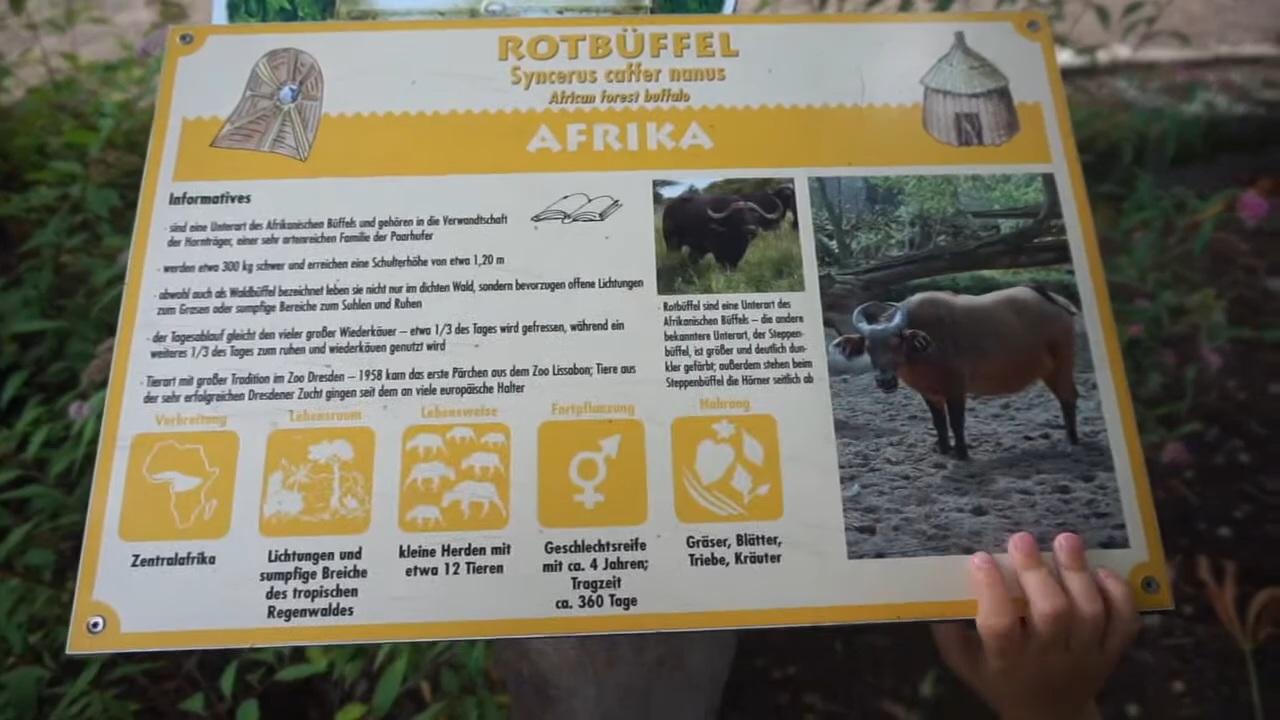 ROTBÜFFEL
Syncerus caffer nanus
African forest buffalo
AFRIKA
Informatives
- sind eine Unterart des Afrikanischen Büffels und gehören in die Verwandtschaft
der Hornträger, einer sehr artenreichen Familie der Paarhufer
- werden etwa 300 kg schwer und erreichen eine Schulterhöhe von etwa 1,20 m
- obwohl auch als Waldbüffel bezeichnet leben sie nicht nur im dichten Wald, sondern bevorzugen offene Lichtungen
zum Grasen oder sumpfige Bereiche zum Suhlen und Ruhen
- der Tagesablauf gleicht den vieler großer Wiederkäuer – etwa 1/3 des Tages wird gefressen, während ein
weiteres 1/3 des Tages zum ruhen und wiederkäuen genutzt wird
- Tierart mit großer Tradition im Zoo Dresden – 1958 kam das erste Pärchen aus dem Zoo Lissabon; Tiere aus
der sehr erfolgreichen Dresdener Zucht gingen seit dem an viele europäische Halter
- Rotbüffel sind eine Unterart des
Afrikanischen Büffels – die andere
bekanntere Unterart, der Steppen-
büffel, ist größer und deutlich dun-
kler gefärbt; außerdem stehen beim
Steppenbüffel die Hörner seitlich ab
Verbreitung
Zentralafrika
Lebensraum
Lichtungen und
sumpfige Breiche
des tropischen
Regenwaldes
Lebensweise
kleine Herden mit
etwa 12 Tieren
Fortpflanzung
Geschlechtsreife
mit ca. 4 Jahren;
Tragzeit
ca. 360 Tage
Nahrung
Gräser, Blätter,
Triebe, Kräuter